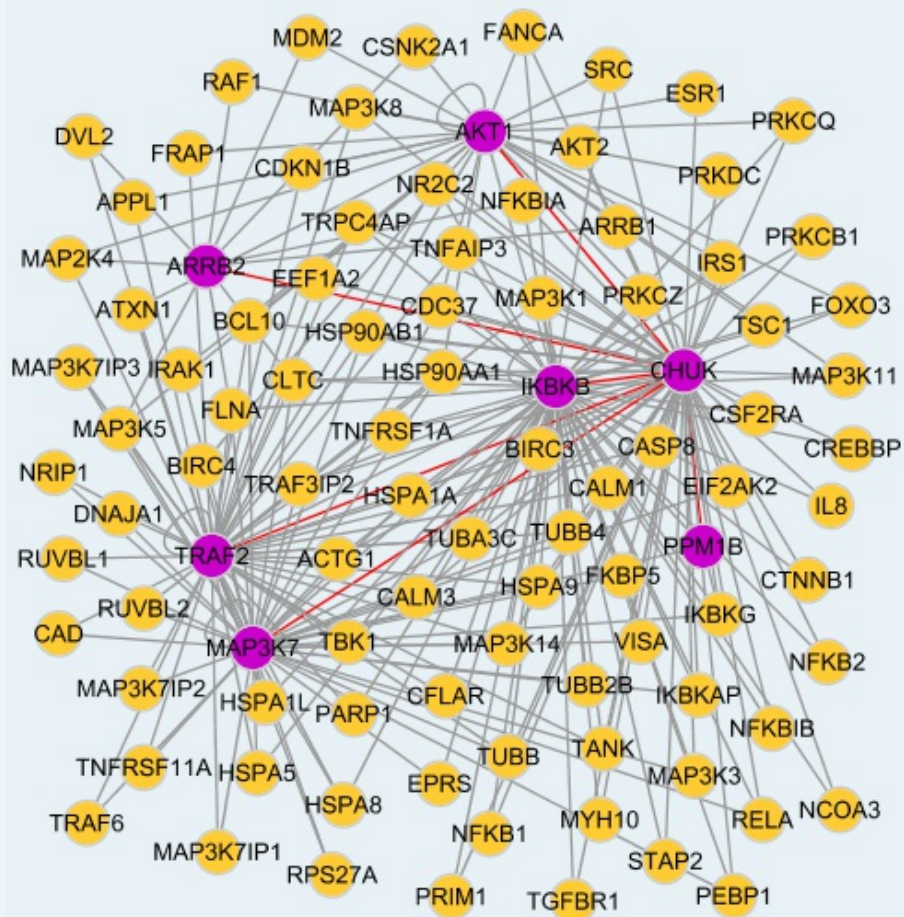 MDM2
CSNK2A1
FANCA
SRC
RAF1
MAP3K8
ESR1
PRKCQ
AKT1
DVL2
FRAP1
CDKN1B
AKT2
PRKDC
NR2C2
NFKBIA
APPL1
TRPC4AP
ARRB1
PRKCB1
TNFAIP3
MAP2K4
ARRB2
IRS1
EEF1A2
ATXN1
CDC37
MAP3K1
PRKCZ
FOXO3
BCL10
TSC1
HSP90AB1
MAP3K7IP3
IRAK1
CLTC
HSP90AA1
IKBKB
CHUK
MAP3K11
FLNA
CSF2RA
MAP3K5
TNFRSF1A
BIRC3
CASP8
CREBBP
BIRC4
NRIP1
TRAF3IP2
HSPA1A
CALM1
EIF2AK2
IL8
DNAJA1
TUBA3C
TUBB4
PPM1B
RUVBL1
TRAF2
ACTG1
HSPA9
FKBP5
CTNNB1
RUVBL2
CALM3
IKBKG
CAD
MAP3K7
TBK1
MAP3K14
VISA
NFKB2
MAP3K7IP2
HSPA1L
PARP1
CFLAR
TUBB2B
IKBKAP
NFKBIB
TNFRSF11A
HSPA5
TUBB
TANK
MAP3K3
EPRS
TRAF6
HSPA8
NFKB1
MYH10
RELA
NCOA3
MAP3K7IP1
RPS27A
STAP2
PRIM1
TGFBR1
PEBP1